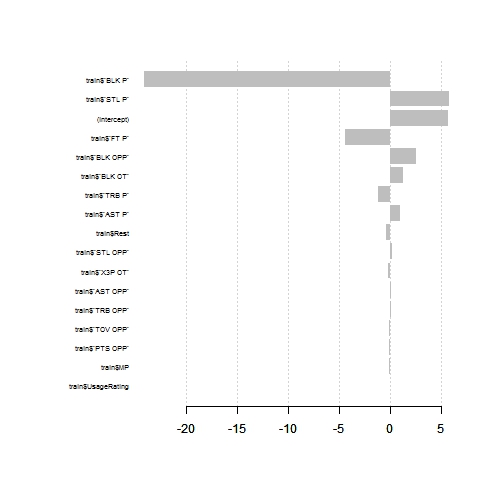 train$`BLK P`
train$`STL P`
(Intercept)
train$`FT P`
train$`BLK OPP`
train$`BLK OT`
train$`TRB P`
train$`AST P`
train$Rest
train$`STL OPP`
train$`X3P OT`
train$`AST OPP`
train$`TRB OPP`
train$`TOV OPP`
train$`PTS OPP`
train$MP
train$UsageRating
-20 -15 -10 -5 0 5